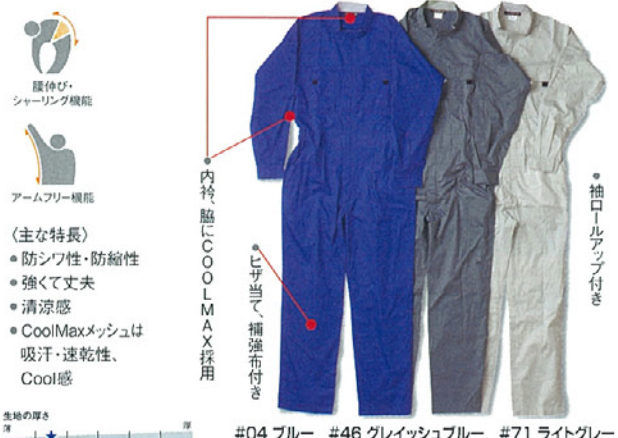 腰伸び・
シャーリング機能
アームフリー機能
〈主な特長〉
●防シワ性・防縮性
●強くて丈夫
●清涼感
●CoolMaxメッシュは
吸汗・速乾性、
Cool感
生地の厚さ
薄
厚
●内衿、脇にCOOLMAX採用
●ヒザ当て、補強布付き
●袖ロールアップ付き
#04 ブルー #46 グレイッシュブルー #71 ライトグレー